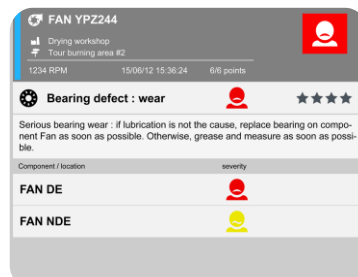 FAN YPZ244
Drying workshop
Tour burning area #2
1234 RPM 15/06/12 15:36:24 6/6 points
Bearing defect : wear
Serious bearing wear : if lubrication is not the cause, replace bearing on compo-
nent Fan as soon as possible. Otherwise, grease and measure as soon as possi-
ble.
Component / location severity
FAN DE
FAN NDE